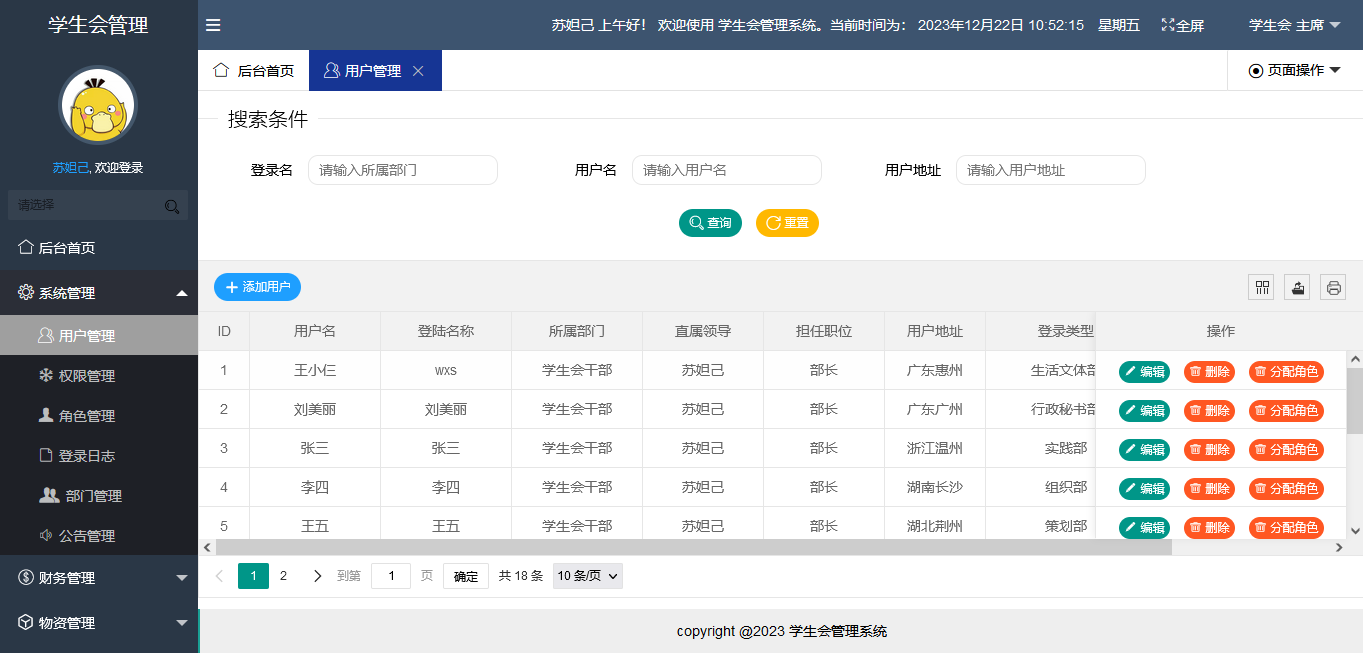 学生会管理
苏妲己 上午好! 欢迎使用 学生会管理系统。当前时间为: 2023年12月22日 10:52:15 星期五 全屏 学生会 主席
苏妲己, 欢迎登录
请选择
后台首页
系统管理
用户管理
权限管理
角色管理
登录日志
部门管理
公告管理
财务管理
物资管理
后台首页 用户管理 页面操作
搜索条件
登录名 请输入所属部门 用户名 请输入用户名 用户地址 请输入用户地址
查询 重置
添加用户
ID 用户名 登陆名称 所属部门 直属领导 担任职位 用户地址 登录类型 操作
1 王小仨 wxs 学生会干部 苏妲己 部长 广东惠州 生活文体部 编辑 删除 分配角色
2 刘美丽 刘美丽 学生会干部 苏妲己 部长 广东广州 行政秘书部 编辑 删除 分配角色
3 张三 张三 学生会干部 苏妲己 部长 浙江温州 实践部 编辑 删除 分配角色
4 李四 李四 学生会干部 苏妲己 部长 湖南长沙 组织部 编辑 删除 分配角色
5 王五 王五 学生会干部 苏妲己 部长 湖北荆州 策划部 编辑 删除 分配角色
1 2 到第 1 页 确定 共 18 条 10 条/页
copyright @2023 学生会管理系统